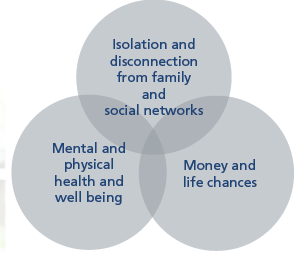 Isolation and
disconnection
from family
and
social networks
Mental and
physical
health and
well being
Money and
life chances